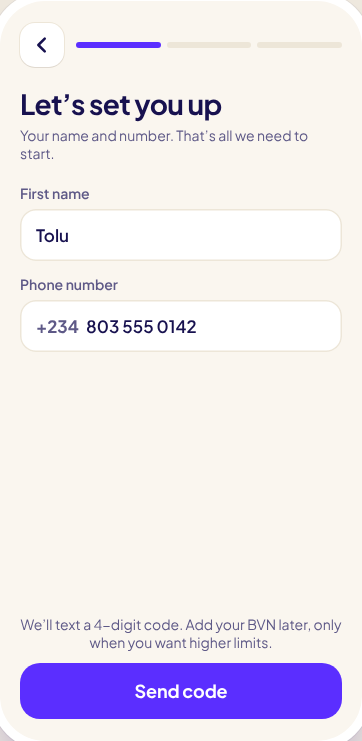 Let’s set you up
Your name and number. That’s all we need to
start.
First name
Tolu
Phone number
+234 803 555 0142
We’ll text a 4–digit code. Add your BVN later, only
when you want higher limits.
Send code